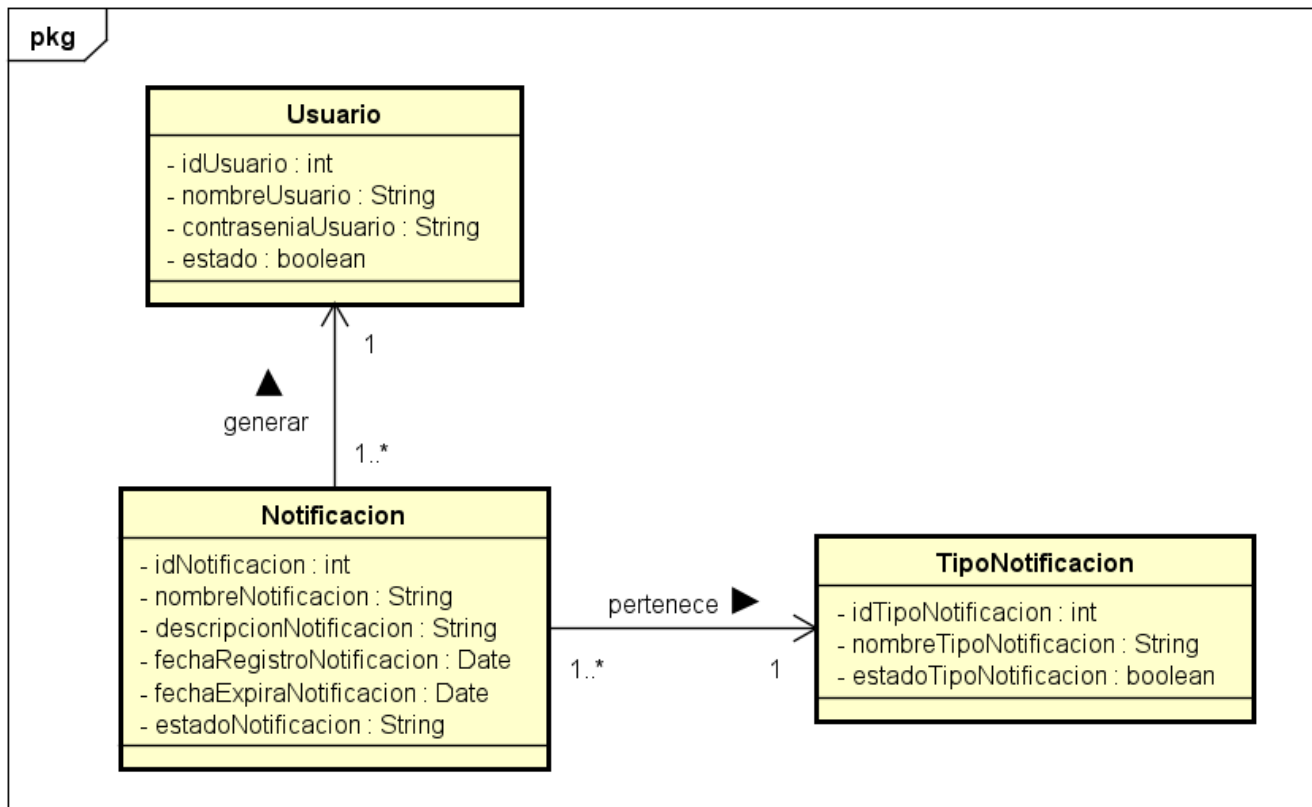 pkg
Usuario
- idUsuario : int
- nombreUsuario : String
- contraseniaUsuario : String
- estado : boolean
1
generar
1..*
Notificacion
- idNotificacion : int
- nombreNotificacion : String
- descripcionNotificacion : String
- fechaRegistroNotificacion : Date
- fechaExpiraNotificacion : Date
- estadoNotificacion : String
pertenece
1..*
1
TipoNotificacion
- idTipoNotificacion : int
- nombreTipoNotificacion : String
- estadoTipoNotificacion : boolean